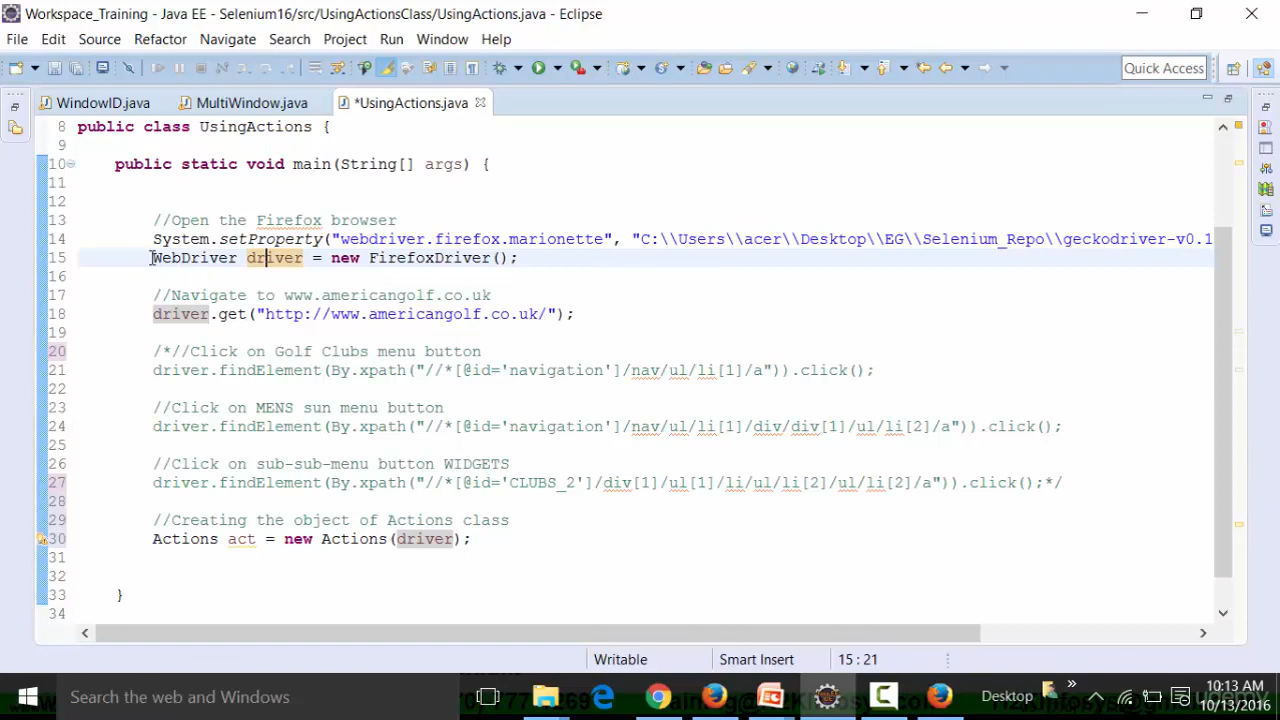 Workspace_Training - Java EE - Selenium16/src/UsingActionsClass/UsingActions.java - Eclipse
File Edit Source Refactor Navigate Search Project Run Window Help
Quick Access
WindowID.java MultiWindow.java *UsingActions.java
8 public class UsingActions {
9
10 public static void main(String[] args) {
11
12
13 //Open the Firefox browser
14 System.setProperty("webdriver.firefox.marionette", "C:\\Users\\acer\\Desktop\\EG\\Selenium_Repo\\geckodriver-v0.1
15 WebDriver driver = new FirefoxDriver();
16
17 //Navigate to www.americangolf.co.uk
18 driver.get("http://www.americangolf.co.uk/");
19
20 /*//Click on Golf Clubs menu button
21 driver.findElement(By.xpath("//*[@id='navigation']/nav/ul/li[1]/a")).click();
22
23 //Click on MENS sun menu button
24 driver.findElement(By.xpath("//*[@id='navigation']/nav/ul/li[1]/div/div[1]/ul/li[2]/a")).click();
25
26 //Click on sub-sub-menu button WIDGETS
27 driver.findElement(By.xpath("//*[@id='CLUBS_2']/div[1]/ul[1]/li/ul/li[2]/ul/li[2]/a")).click();*/
28
29 //Creating the object of Actions class
30 Actions act = new Actions(driver);
31
32
33 }
34
Writable Smart Insert 15 : 21
Search the web and Windows
Desktop
10:13 AM
10/13/2016